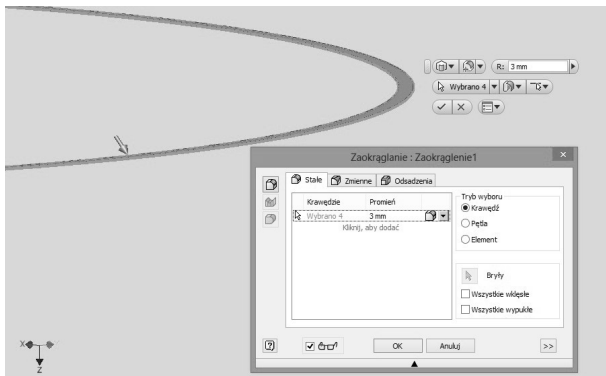 R: 3 mm
Wybrano 4
Zaokrąglanie : Zaokrąglenie1
Stałe
Zmienne
Odsadzenia
Krawędzie Promień
Wybrano 4 3 mm
Kliknij, aby dodać
Tryb wyboru
Krawędź
Pętla
Element
Bryły
Wszystkie wklęsłe
Wszystkie wypukłe
OK
Anuluj
>>
X
Z